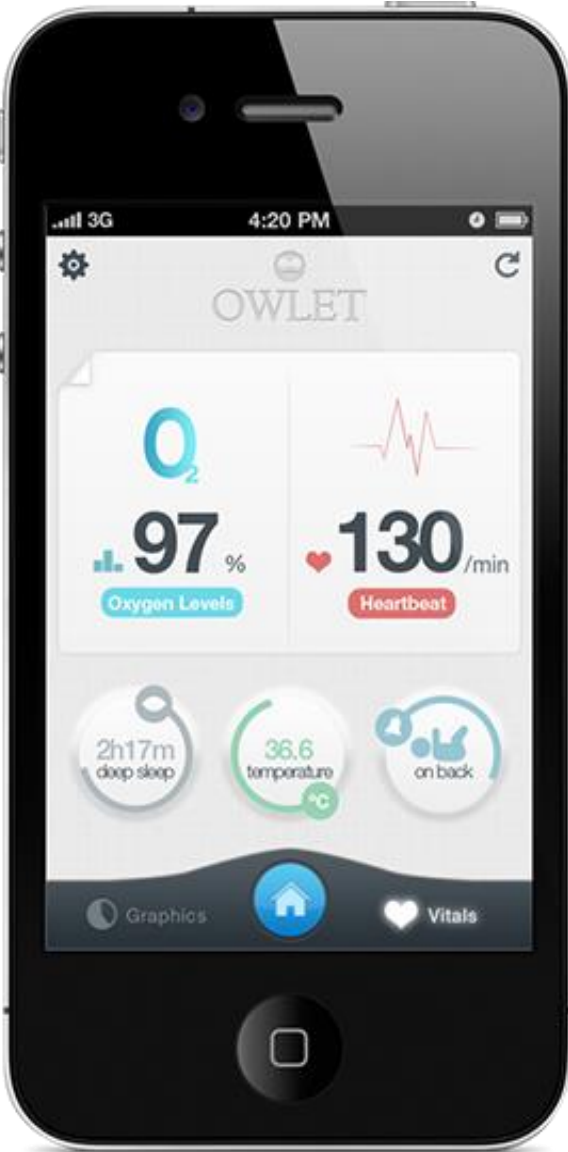 3G 4:20 PM
OWLET
O2
97 % 130 /min
Oxygen Levels Heartbeat
2h17m 36.6
deep sleep temperature on back
°C
Graphics Vitals